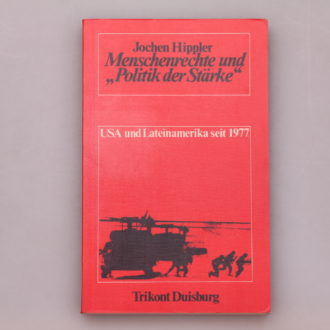 Jochen Hippler
Menschenrechte und
„Politik der Stärke“
USA und Lateinamerika seit 1977
Trikont Duisburg